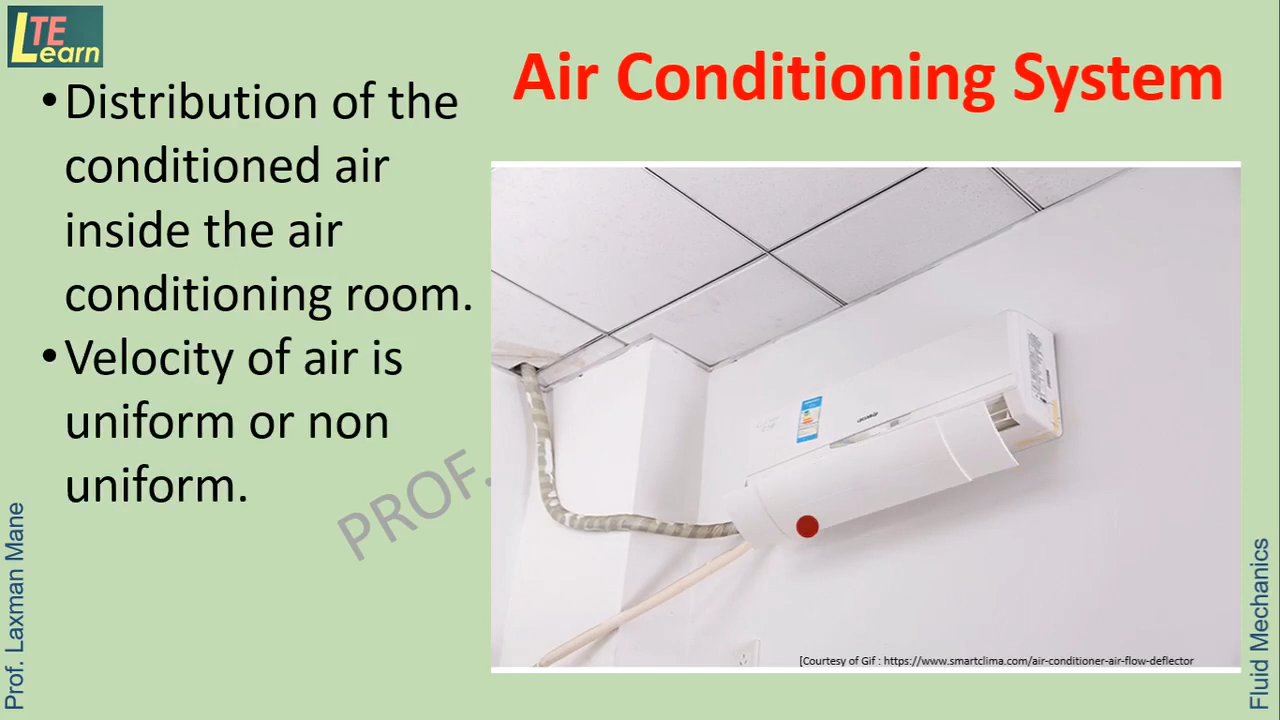 LTE
Learn
Air Conditioning System
•Distribution of the
conditioned air
inside the air
conditioning room.
•Velocity of air is
uniform or non
uniform.
PROF.
Prof. Laxman Mane
Fluid Mechanics
[Courtesy of Gif : https://www.smartclima.com/air-conditioner-air-flow-deflector